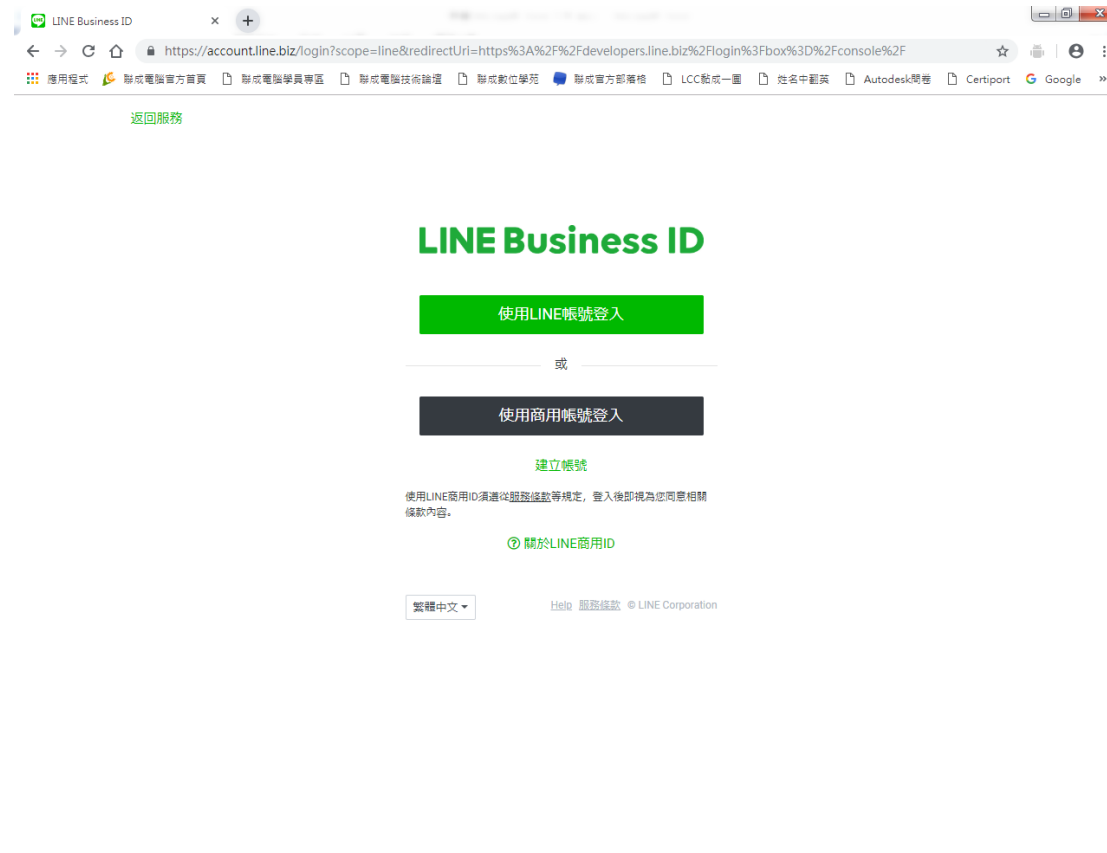 LINE Business ID
https://account.line.biz/login?scope=line&redirectUri=https%3A%2F%2Fdevelopers.line.biz%2Flogin%3Fbox%3D%2Fconsole%2F
應用程式 聯成電腦官方首頁 聯成電腦學員專區 聯成電腦技術論壇 聯成數位學苑 聯成官方部落格 LCC黏成一圈 姓名中翻英 Autodesk問卷 Certiport Google »
返回服務
LINE Business ID
使用LINE帳號登入
或
使用商用帳號登入
建立帳號
使用LINE商用ID須遵從服務條款等規定，登入後即視為您同意相關
條款內容。
關於LINE商用ID
繁體中文 Help 服務條款 © LINE Corporation